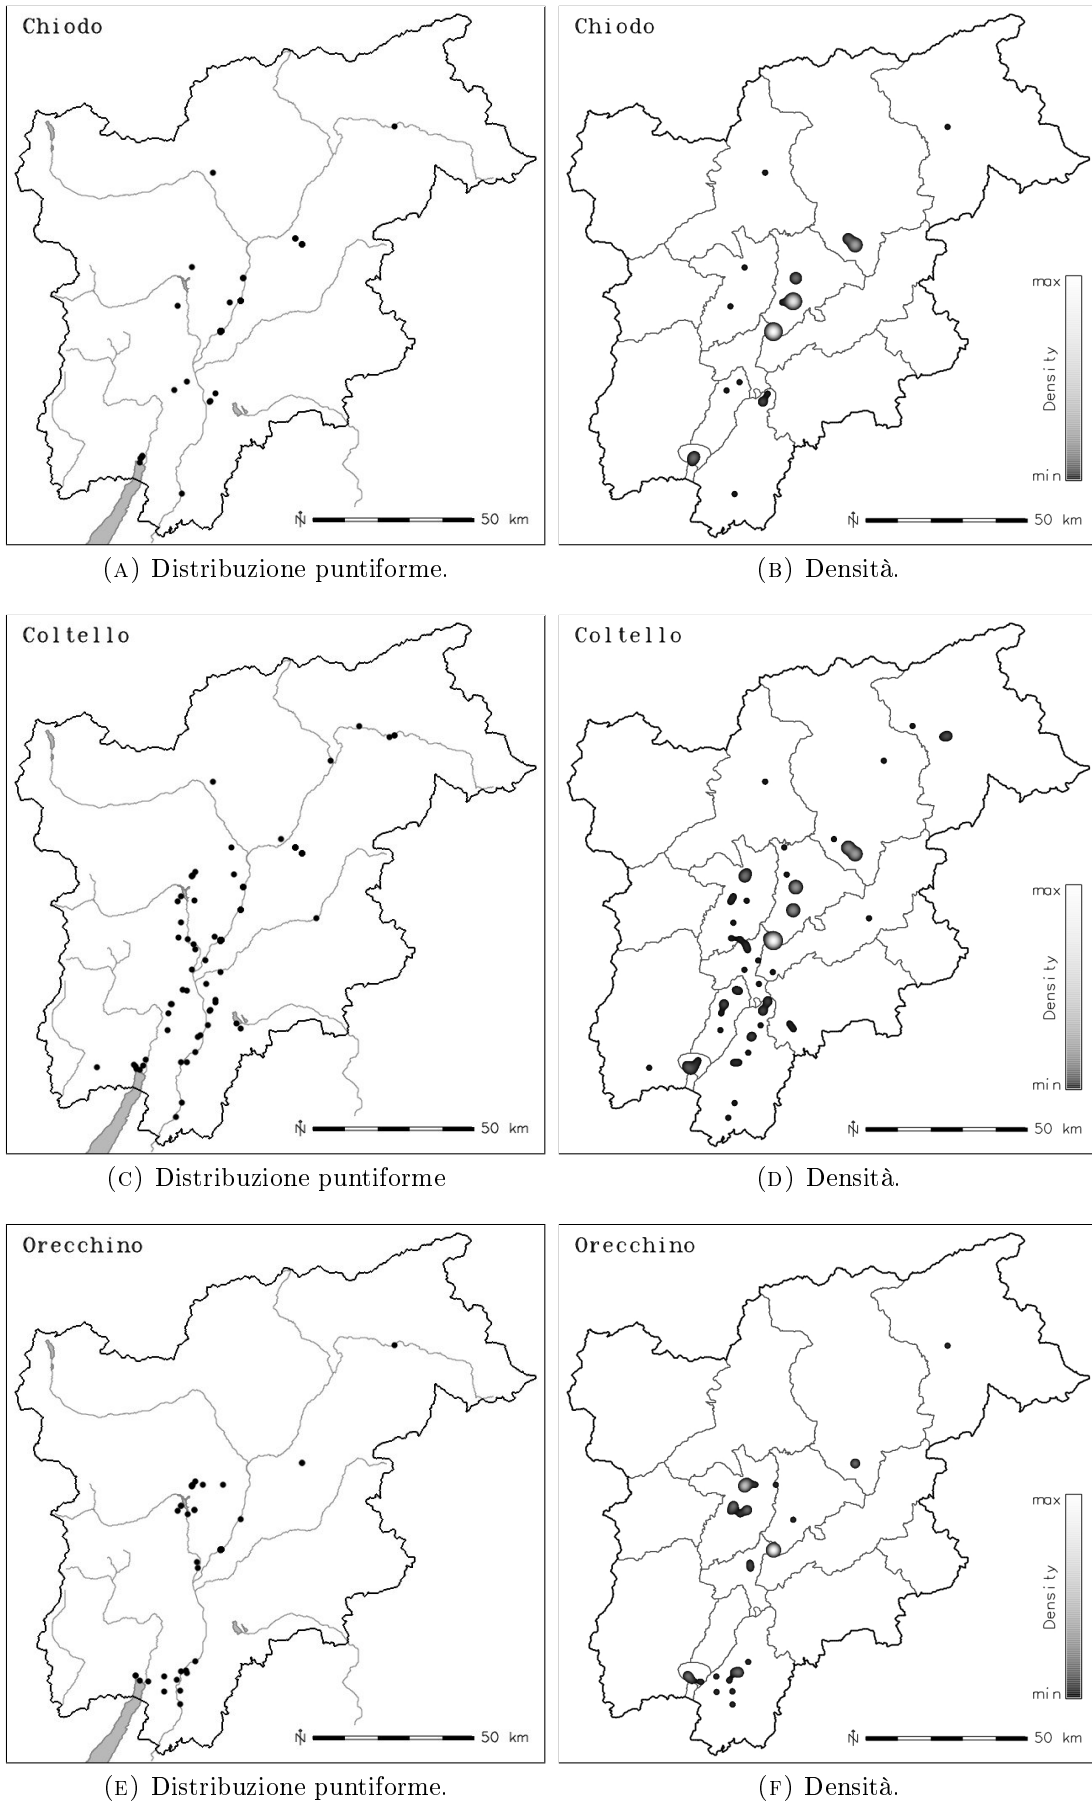 Chiodo
N 50 km
(A) Distribuzione puntiforme.
Chiodo
max
Density
min
N 50 km
(B) Densità.
Coltello
N 50 km
(C) Distribuzione puntiforme
Coltello
max
Density
min
N 50 km
(D) Densità.
Orecchino
N 50 km
(E) Distribuzione puntiforme.
Orecchino
max
Density
min
N 50 km
(F) Densità.